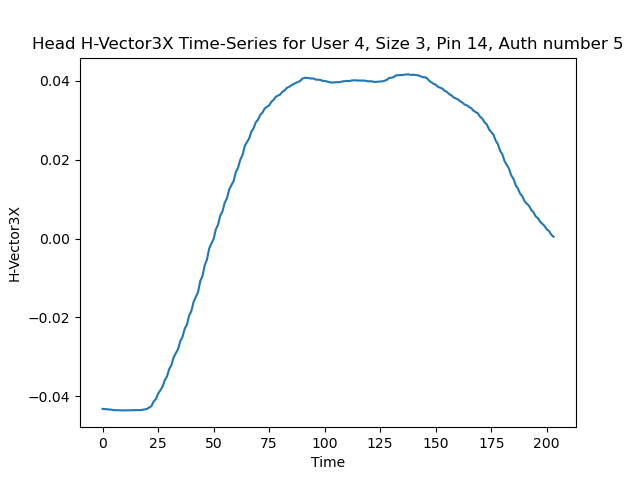 Head H-Vector3X Time-Series for User 4, Size 3, Pin 14, Auth number 5
0.04
0.02
0.00
−0.02
−0.04
H-Vector3X
0 25 50 75 100 125 150 175 200
Time